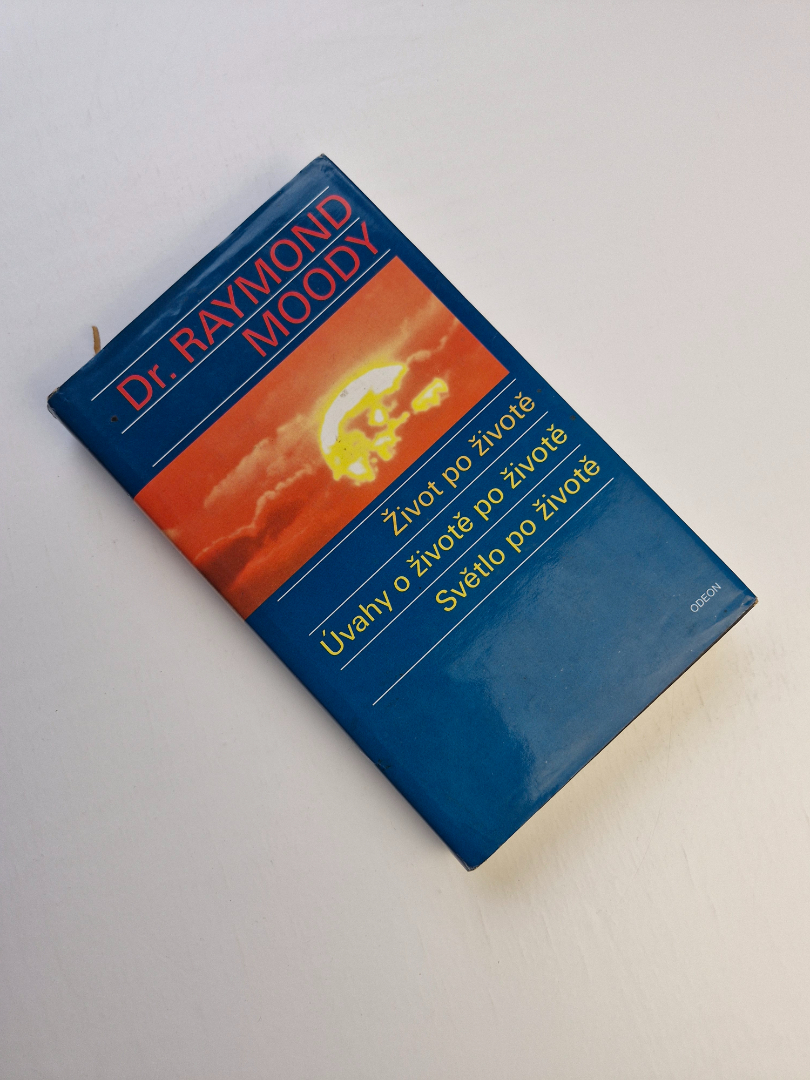 Dr. RAYMOND
MOODY
Život po životě
Úvahy o životě po životě
Světlo po životě
ODEON